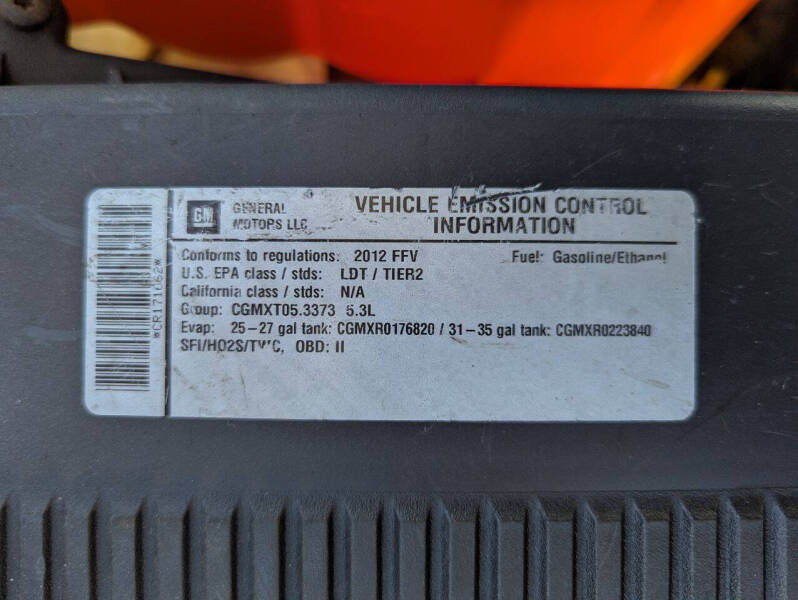 *CR171062*
GM GENERAL MOTORS LLC
VEHICLE EMISSION CONTROL
INFORMATION
Conforms to regulations: 2012 FFV Fuel: Gasoline/Ethanol
U.S. EPA class / stds: LDT / TIER2
California class / stds: N/A
Group: CGMXT05.3373 5.3L
Evap: 25-27 gal tank: CGMXR0176820 / 31-35 gal tank: CGMXR0223840
SFI/HO2S/TWC, OBD: II